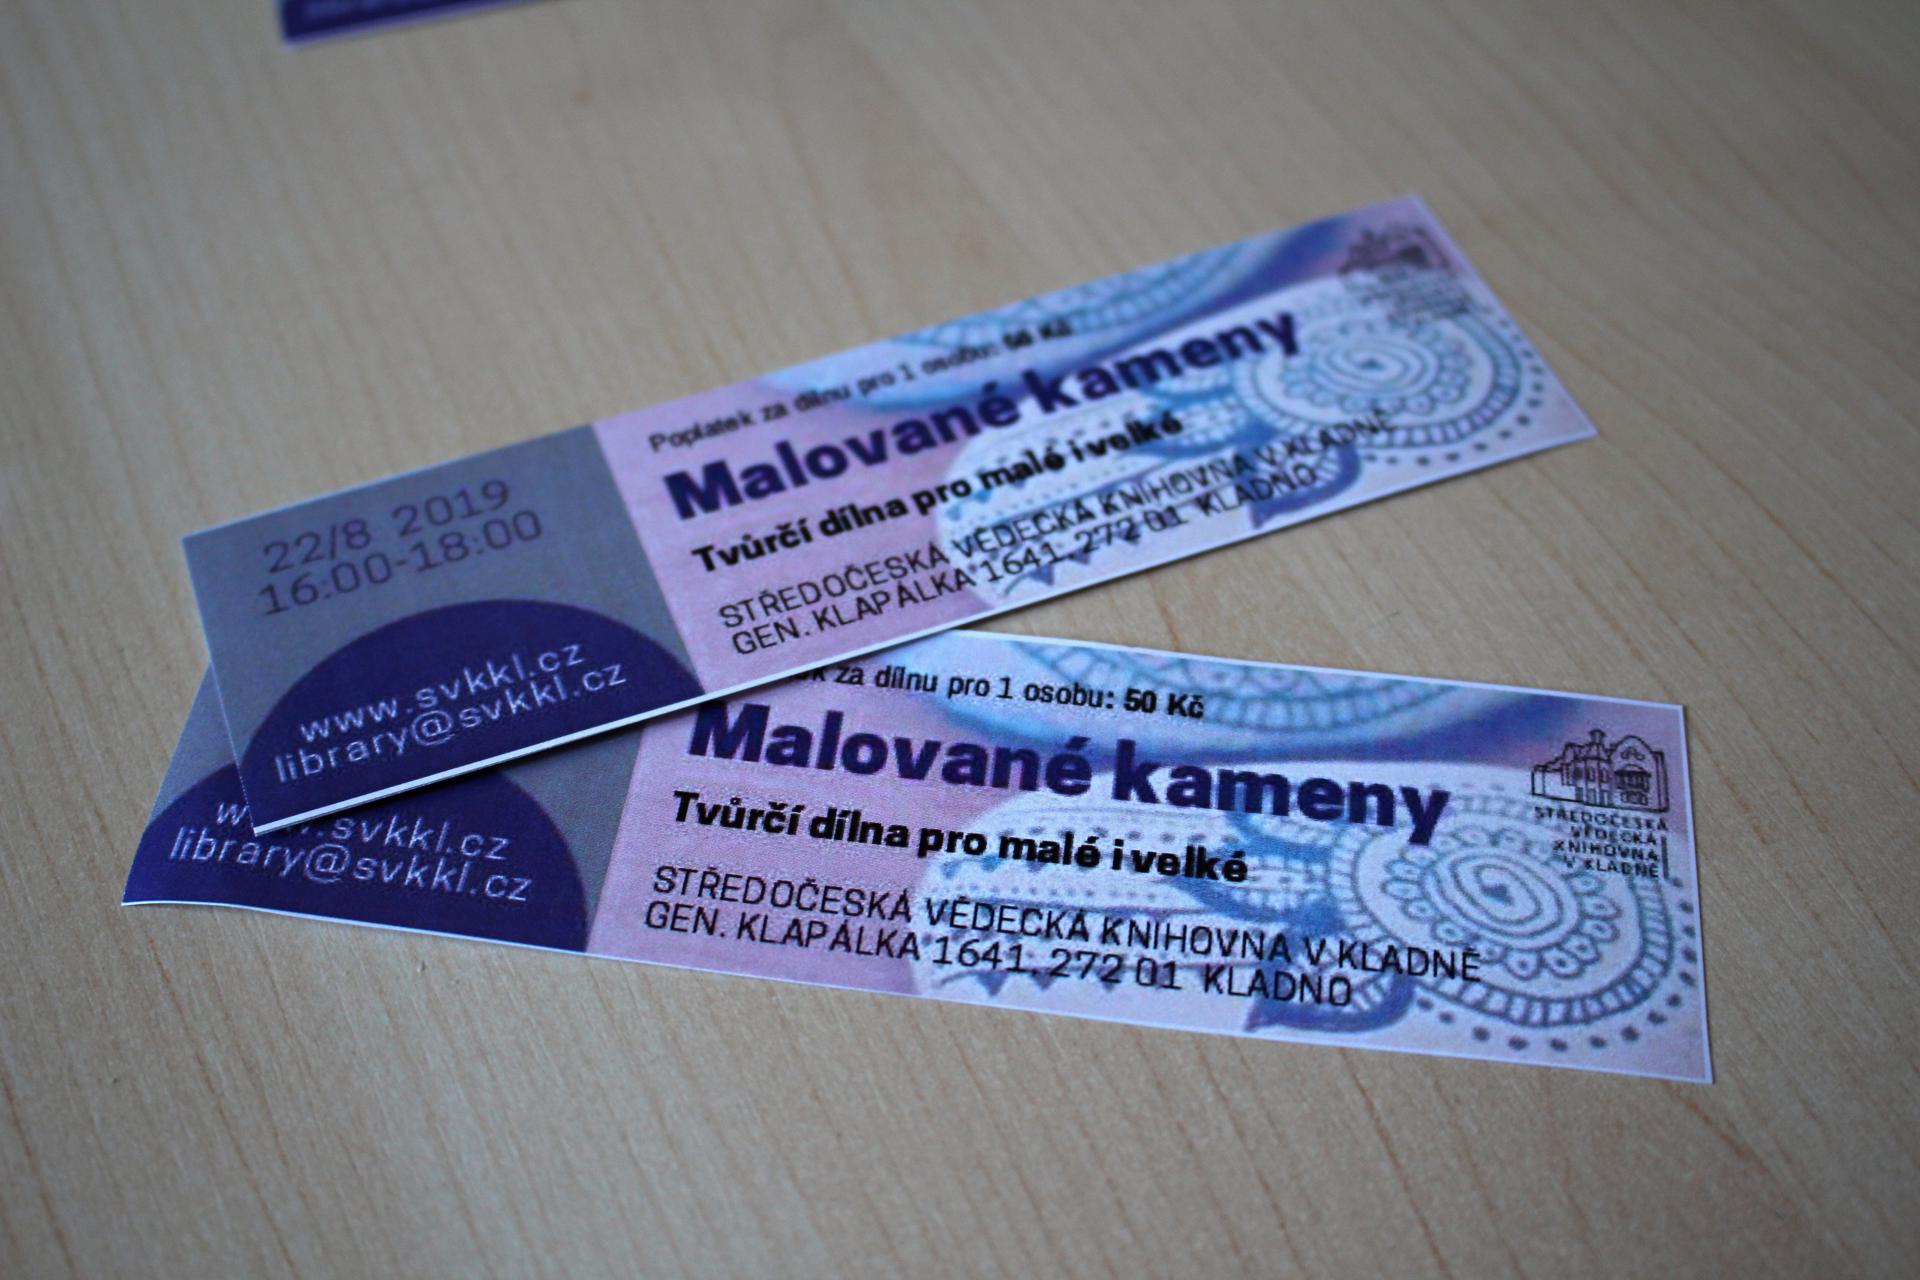 22/8 2019
16:00-18:00
www.svkkl.cz
library@svkkl.cz
Poplatek za dílnu pro 1 osobu: 50 Kč
Malované kameny
Tvůrčí dílna pro malé i velké
STŘEDOČESKÁ VĚDECKÁ KNIHOVNA V KLADNĚ
GEN. KLAPÁLKA 1641. 272 01 KLADNO
svkkl.cz
library@svkkl.cz
za dílnu pro 1 osobu: 50 Kč
Malované kameny
Tvůrčí dílna pro malé i velké
STŘEDOČESKÁ VĚDECKÁ KNIHOVNA V KLADNĚ
GEN. KLAPÁLKA 1641. 272 01 KLADNO
STŘEDOČESKÁ
VĚDECKÁ
KNIHOVNA
V KLADNĚ